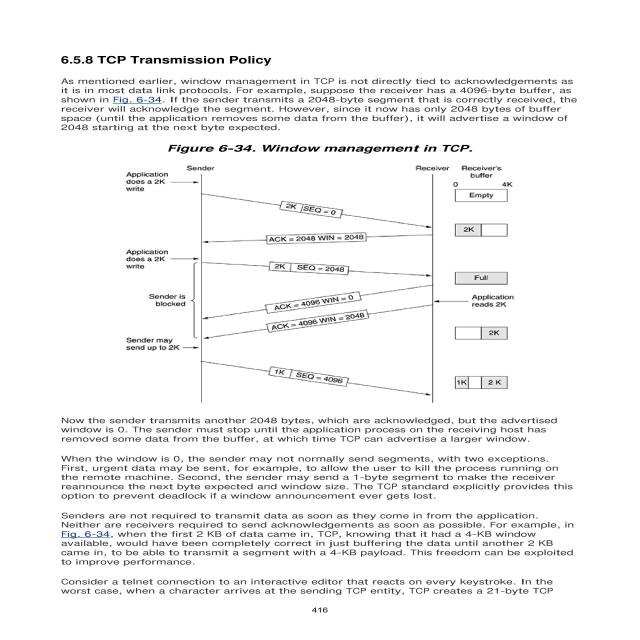 6.5.8 TCP Transmission Policy
As mentioned earlier, window management in TCP is not directly tied to acknowledgements as
it is in most data link protocols. For example, suppose the receiver has a 4096-byte buffer, as
shown in Fig. 6-34. If the sender transmits a 2048-byte segment that is correctly received, the
receiver will acknowledge the segment. However, since it now has only 2048 bytes of buffer
space (until the application removes some data from the buffer), it will advertise a window of
2048 starting at the next byte expected.
Figure 6-34. Window management in TCP.
Sender
Receiver
Receiver's
buffer
Application
does a 2K
write
0 4K
Empty
2K SEQ = 0
2K
ACK = 2048 WIN = 2048
Application
does a 2K
write
2K SEQ = 2048
Full
Sender is
blocked
ACK = 4096 WIN = 0
Application
reads 2K
ACK = 4096 WIN = 2048
2K
Sender may
send up to 2K
1K SEQ = 4096
1K 2 K
Now the sender transmits another 2048 bytes, which are acknowledged, but the advertised
window is 0. The sender must stop until the application process on the receiving host has
removed some data from the buffer, at which time TCP can advertise a larger window.
When the window is 0, the sender may not normally send segments, with two exceptions.
First, urgent data may be sent, for example, to allow the user to kill the process running on
the remote machine. Second, the sender may send a 1-byte segment to make the receiver
reannounce the next byte expected and window size. The TCP standard explicitly provides this
option to prevent deadlock if a window announcement ever gets lost.
Senders are not required to transmit data as soon as they come in from the application.
Neither are receivers required to send acknowledgements as soon as possible. For example, in
Fig. 6-34, when the first 2 KB of data came in, TCP, knowing that it had a 4-KB window
available, would have been completely correct in just buffering the data until another 2 KB
came in, to be able to transmit a segment with a 4-KB payload. This freedom can be exploited
to improve performance.
Consider a telnet connection to an interactive editor that reacts on every keystroke. In the
worst case, when a character arrives at the sending TCP entity, TCP creates a 21-byte TCP
416